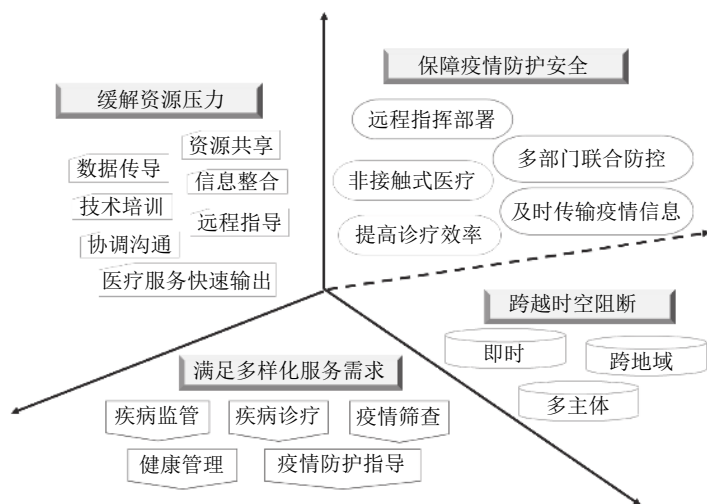 缓解资源压力
资源共享
数据传导
信息整合
技术培训
远程指导
协调沟通
医疗服务快速输出
保障疫情防护安全
远程指挥部署
多部门联合防控
非接触式医疗
及时传输疫情信息
提高诊疗效率
跨越时空阻断
即时
跨地域
多主体
满足多样化服务需求
疾病监管
疾病诊疗
疫情筛查
健康管理
疫情防护指导